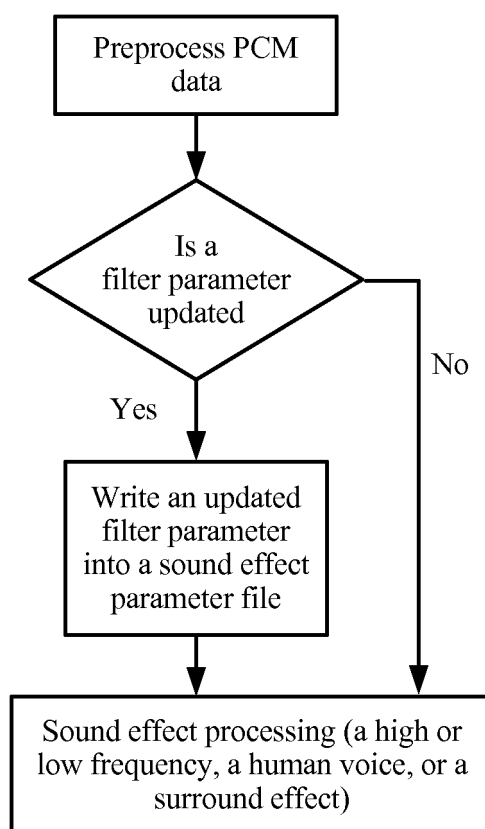 Preprocess PCM
data
Is a
filter parameter
updated
No
Yes
Write an updated
filter parameter
into a sound effect
parameter file
Sound effect processing (a high or
low frequency, a human voice, or a
surround effect)